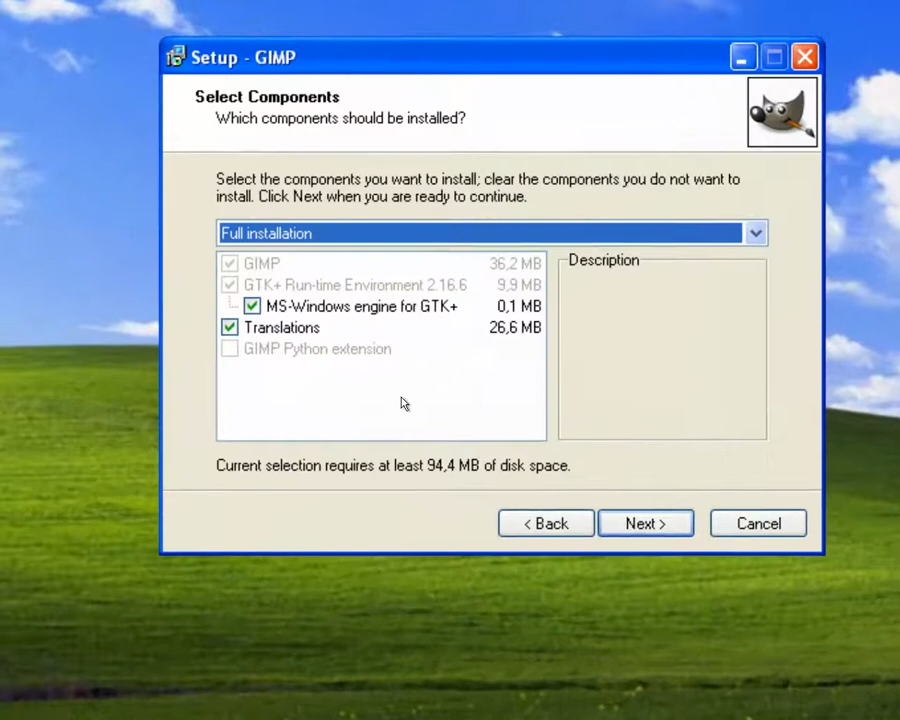 Setup - GIMP
Select Components
Which components should be installed?
Select the components you want to install; clear the components you do not want to
install. Click Next when you are ready to continue.
Full installation
GIMP 36,2 MB
GTK+ Run-time Environment 2.16.6 9,9 MB
MS-Windows engine for GTK+ 0,1 MB
Translations 26,6 MB
GIMP Python extension
Description
Current selection requires at least 94,4 MB of disk space.
< Back
Next >
Cancel